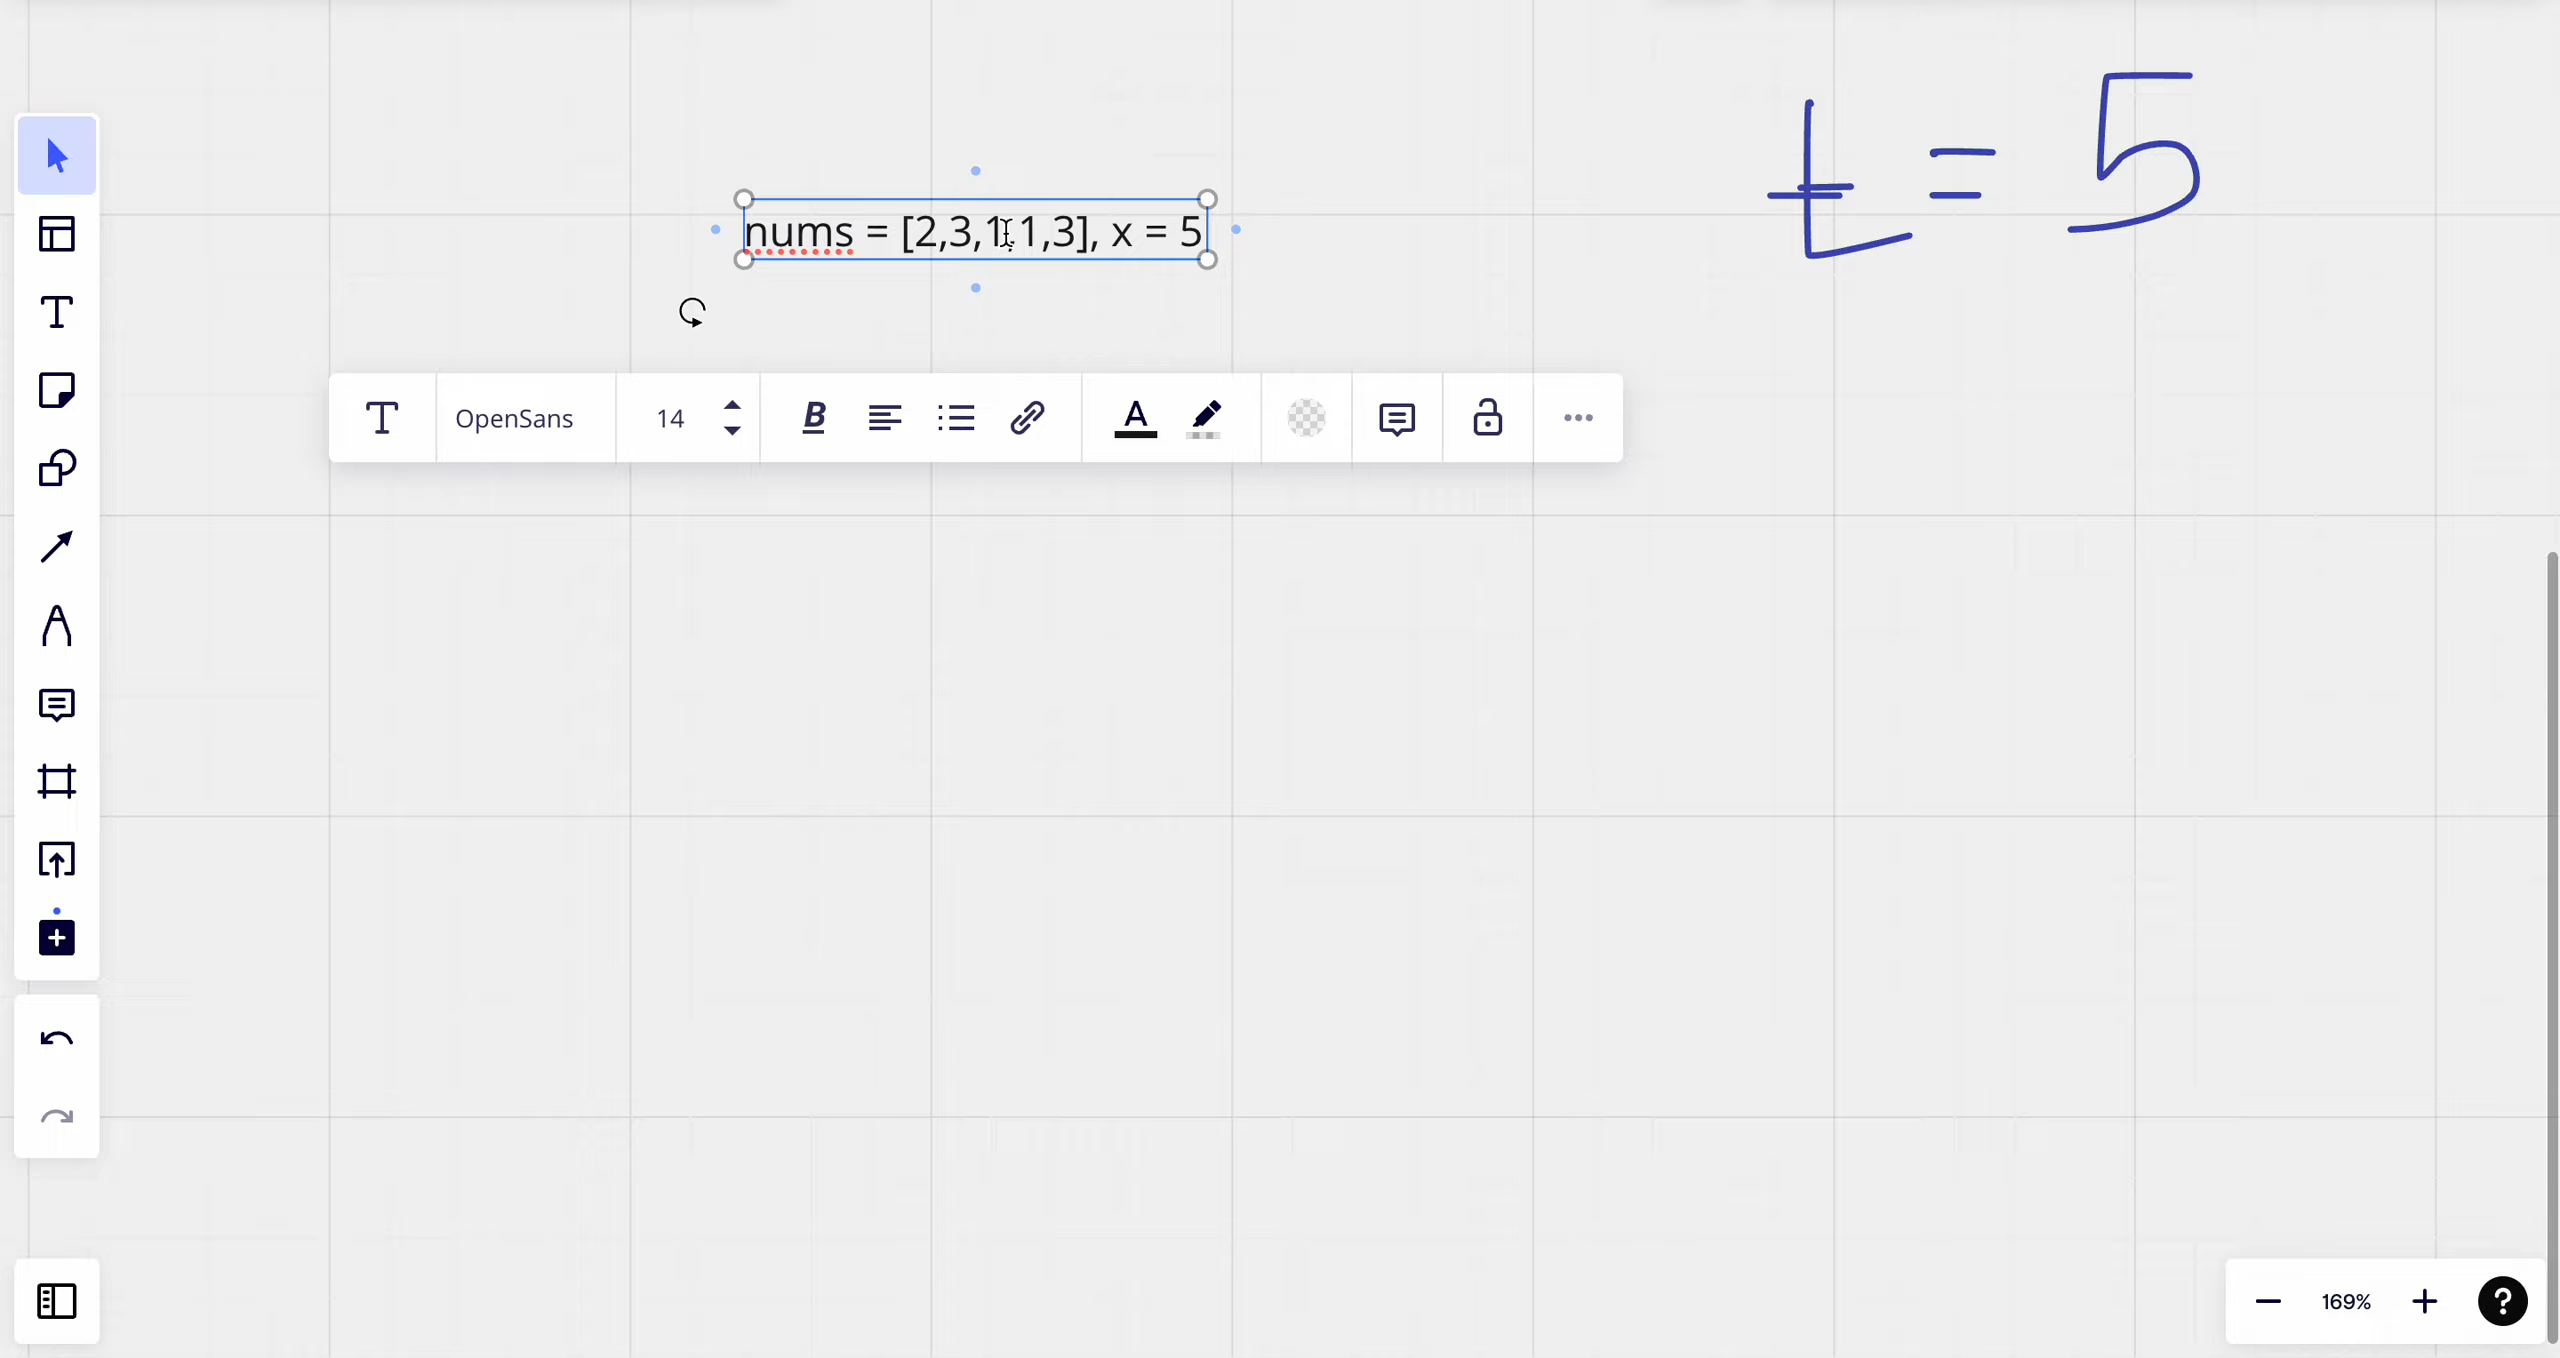 nums = [2,3,1,1,3], x = 5
t = 5
OpenSans
14
169%